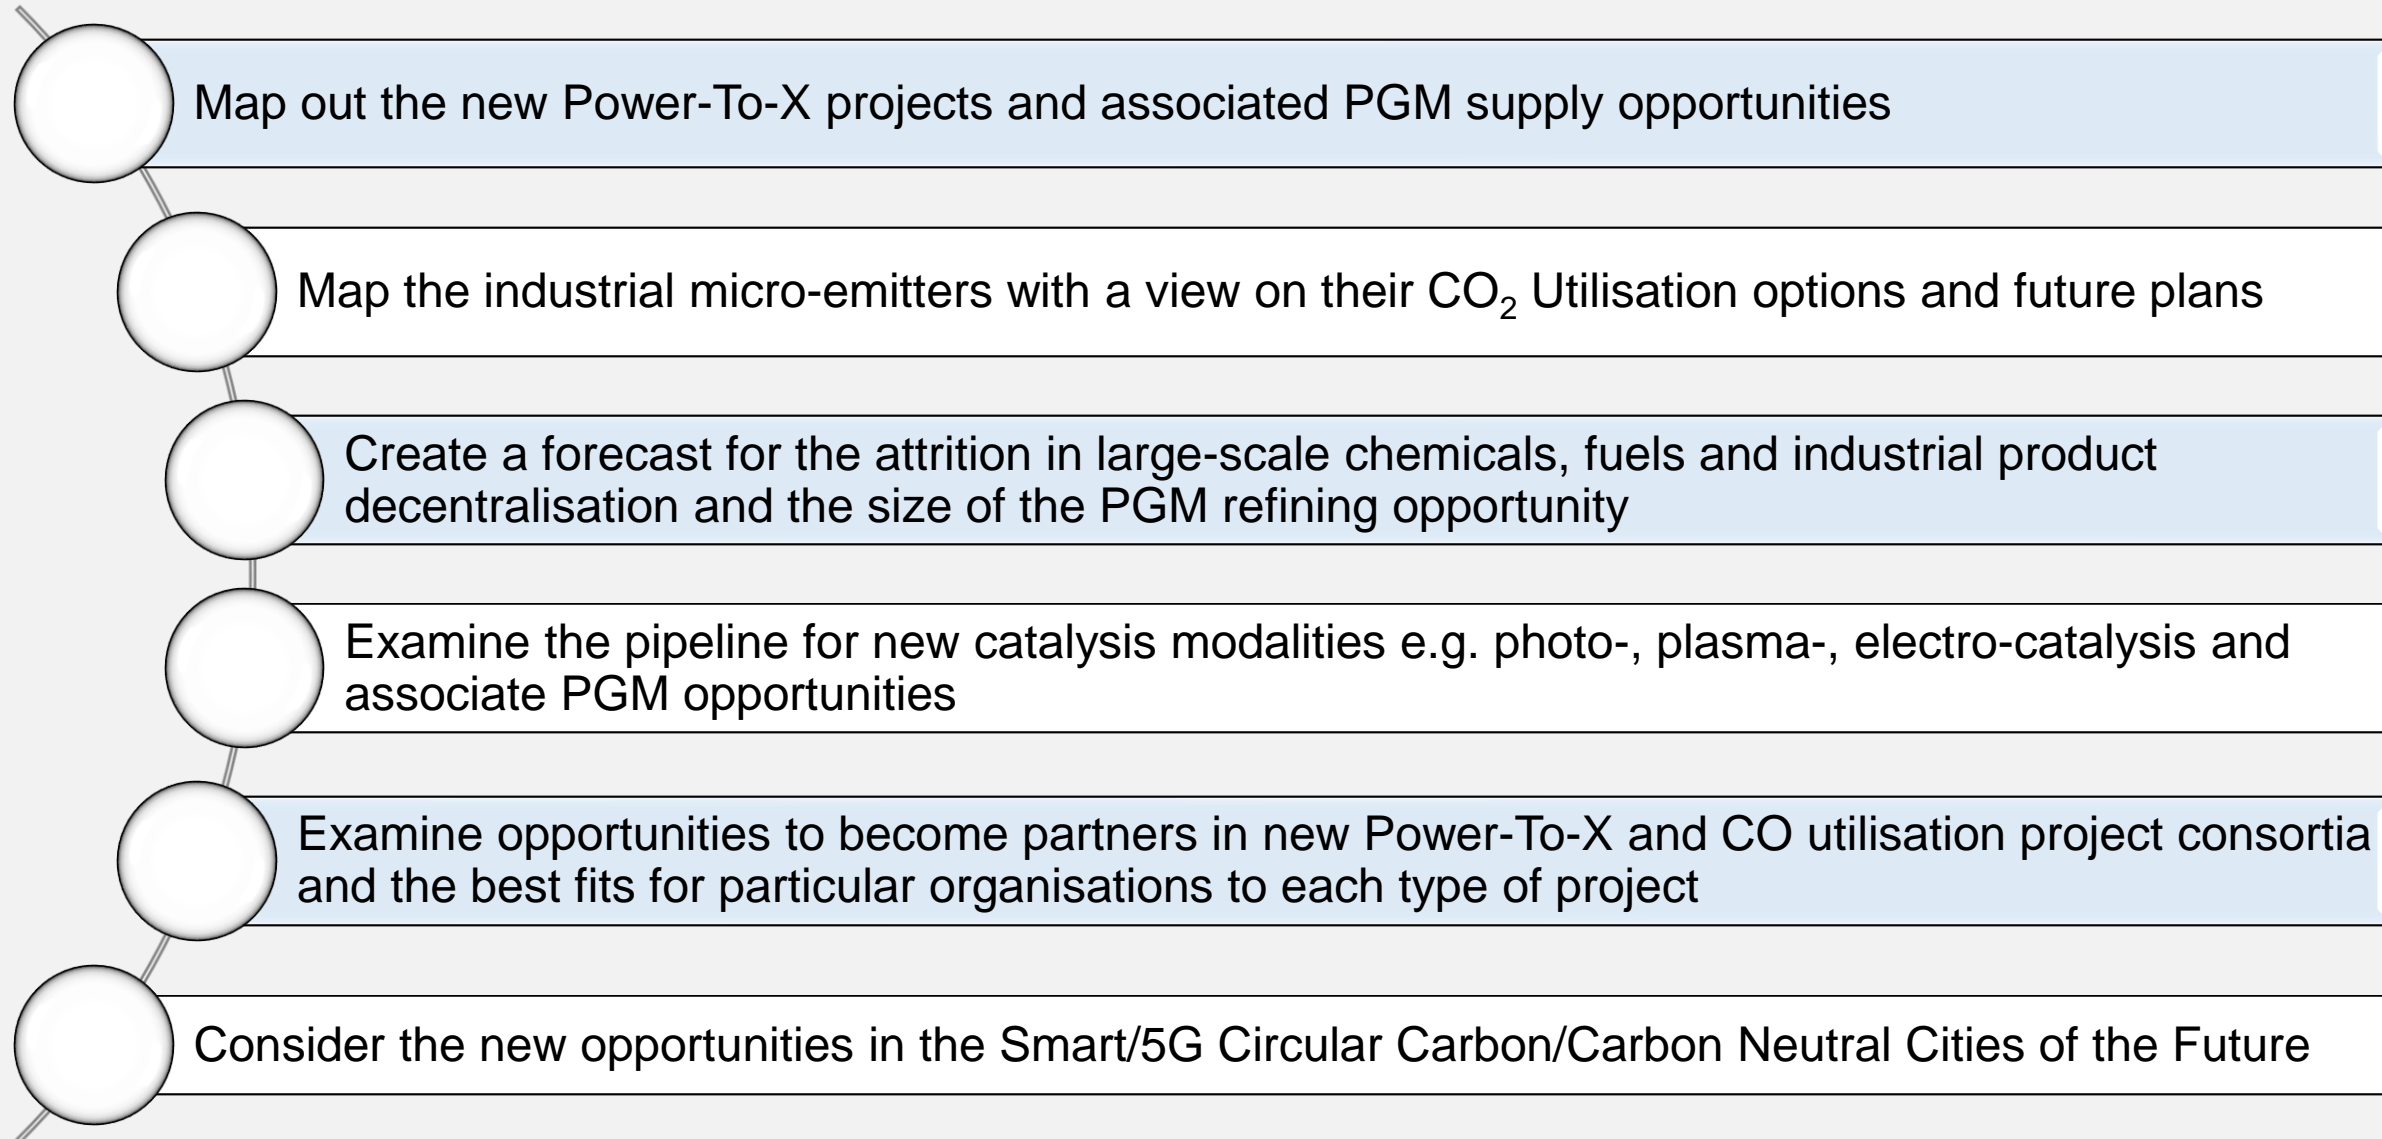 Map out the new Power-To-X projects and associated PGM supply opportunities
Map the industrial micro-emitters with a view on their CO₂ Utilisation options and future plans
Create a forecast for the attrition in large-scale chemicals, fuels and industrial product
decentralisation and the size of the PGM refining opportunity
Examine the pipeline for new catalysis modalities e.g. photo-, plasma-, electro-catalysis and
associate PGM opportunities
Examine opportunities to become partners in new Power-To-X and CO utilisation project consortia
and the best fits for particular organisations to each type of project
Consider the new opportunities in the Smart/5G Circular Carbon/Carbon Neutral Cities of the Future